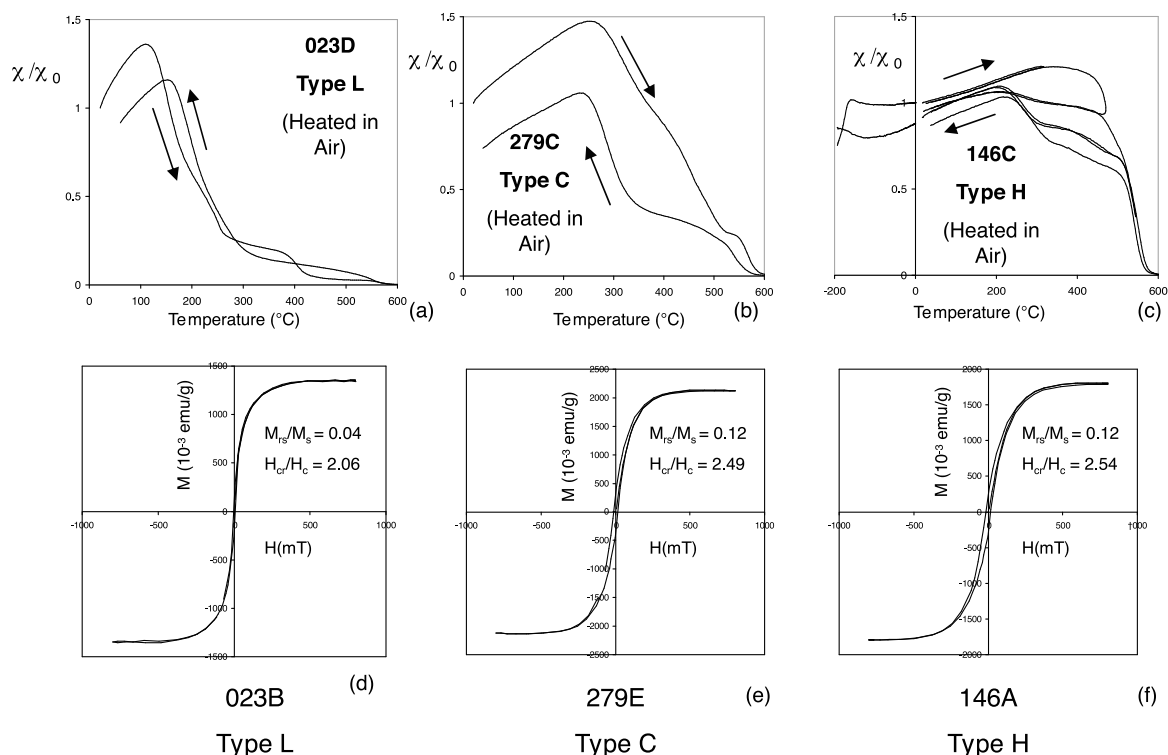 1.5
χ/χ0
1
0.5
0
023D
Type L
(Heated in
Air)
0 100 200 300 400 500 600
Temperature (°C)
(a)
1.5
χ/χ0
1
0.5
0
279C
Type C
(Heated in
Air)
0 100 200 300 400 500 600
Temperature (°C)
(b)
1.5
χ/χ0
1.0
0.5
0
146C
Type H
(Heated in
Air)
-200 0 200 400 600
Temperature (°C)
(c)
1500
1000
500
0
-500
-1000
-1500
M (10-3 emu/g)
Mrs/Ms = 0.04
Hcr/Hc = 2.06
-1000 -500 0 500 1000
H(mT)
(d)
2500
2000
1500
1000
500
0
-500
-1000
-1500
-2000
-2500
M (10-3 emu/g)
Mrs/Ms = 0.12
Hcr/Hc = 2.49
-1000 -500 0 500 1000
H(mT)
(e)
2000
1500
1000
500
0
-500
-1000
-1500
-2000
M (10-3 emu/g)
Mrs/Ms = 0.12
Hcr/Hc = 2.54
-1000 -500 0 500 1000
H(mT)
(f)
023B
Type L
279E
Type C
146A
Type H